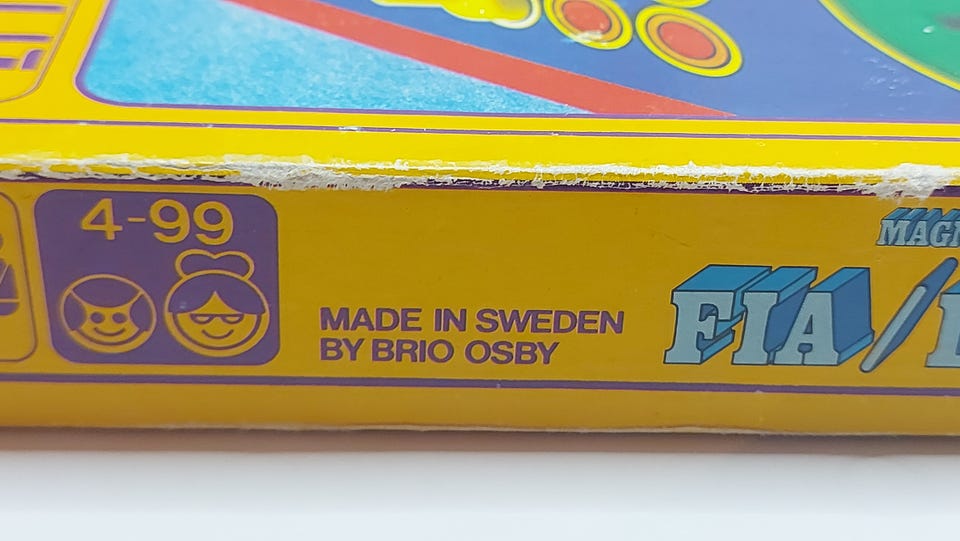 4-99
MADE IN SWEDEN
BY BRIO OSBY
FIA/